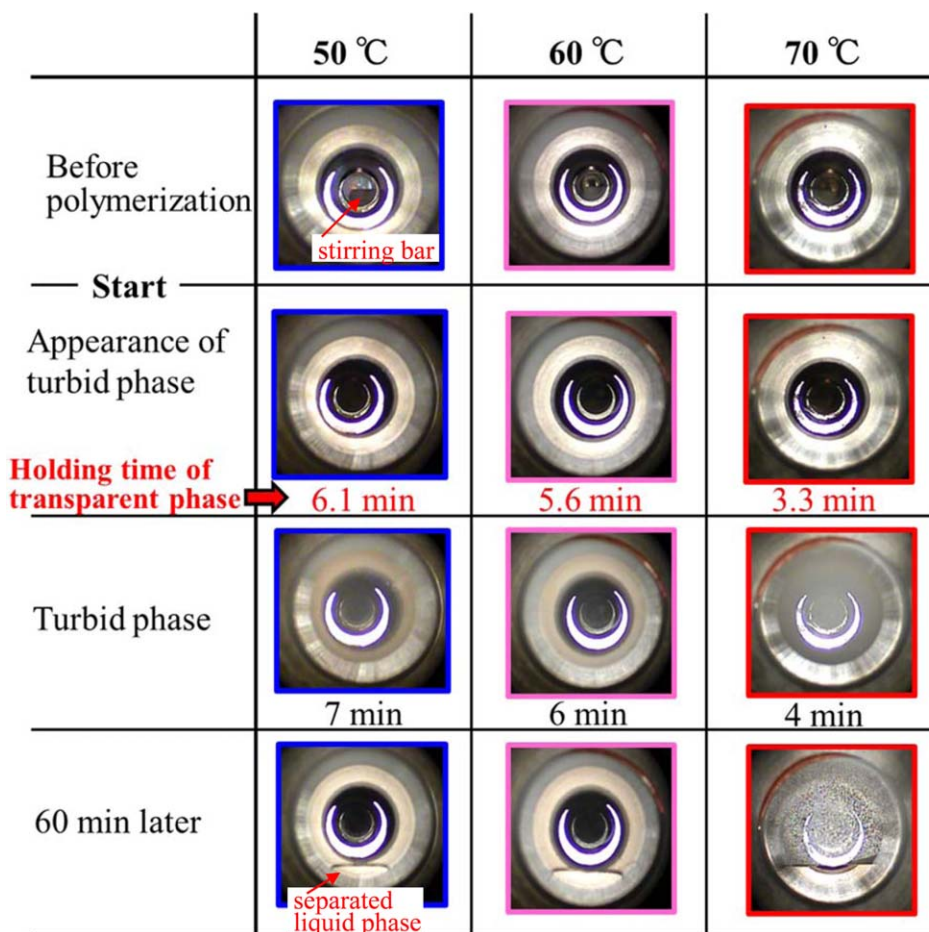 50 ℃
60 ℃
70 ℃
Before
polymerization
stirring bar
Start
Appearance of
turbid phase
Holding time of
transparent phase
6.1 min
5.6 min
3.3 min
Turbid phase
7 min
6 min
4 min
60 min later
separated
liquid phase